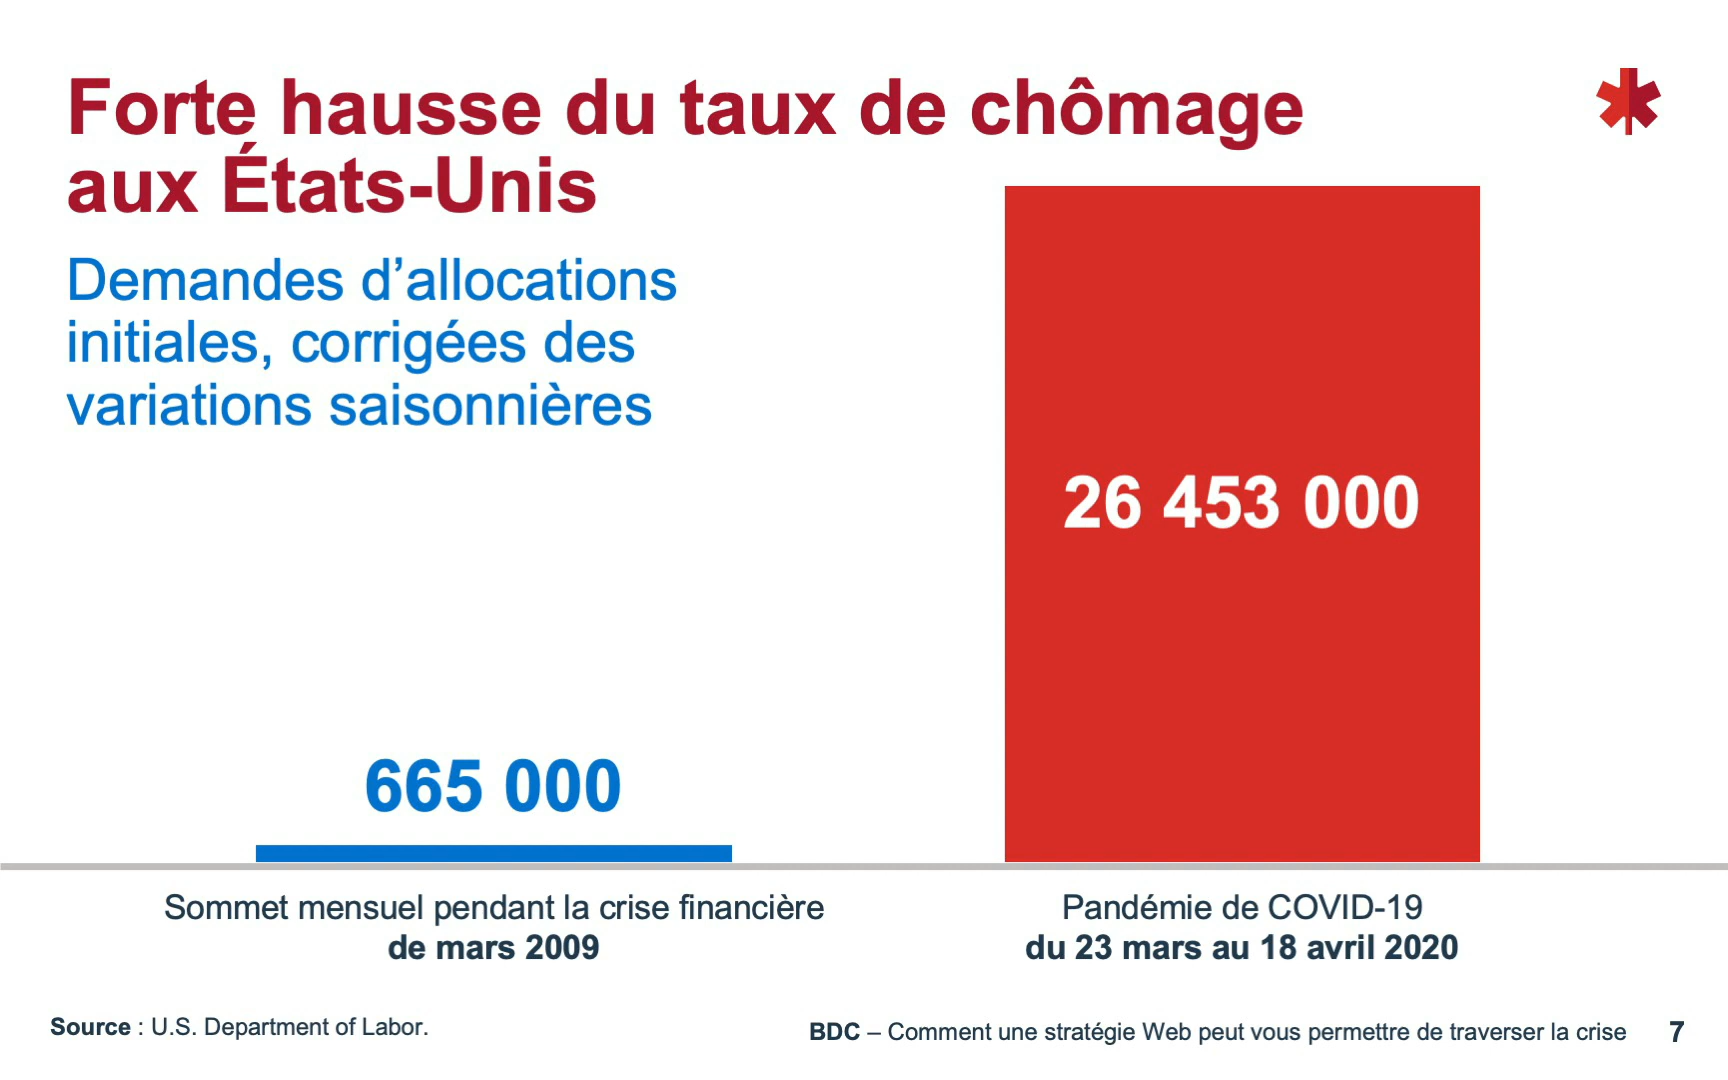 Forte hausse du taux de chômage
aux États-Unis
Demandes d’allocations
initiales, corrigées des
variations saisonnières
26 453 000
665 000
Sommet mensuel pendant la crise financière
de mars 2009
Pandémie de COVID-19
du 23 mars au 18 avril 2020
Source : U.S. Department of Labor.
BDC – Comment une stratégie Web peut vous permettre de traverser la crise 7